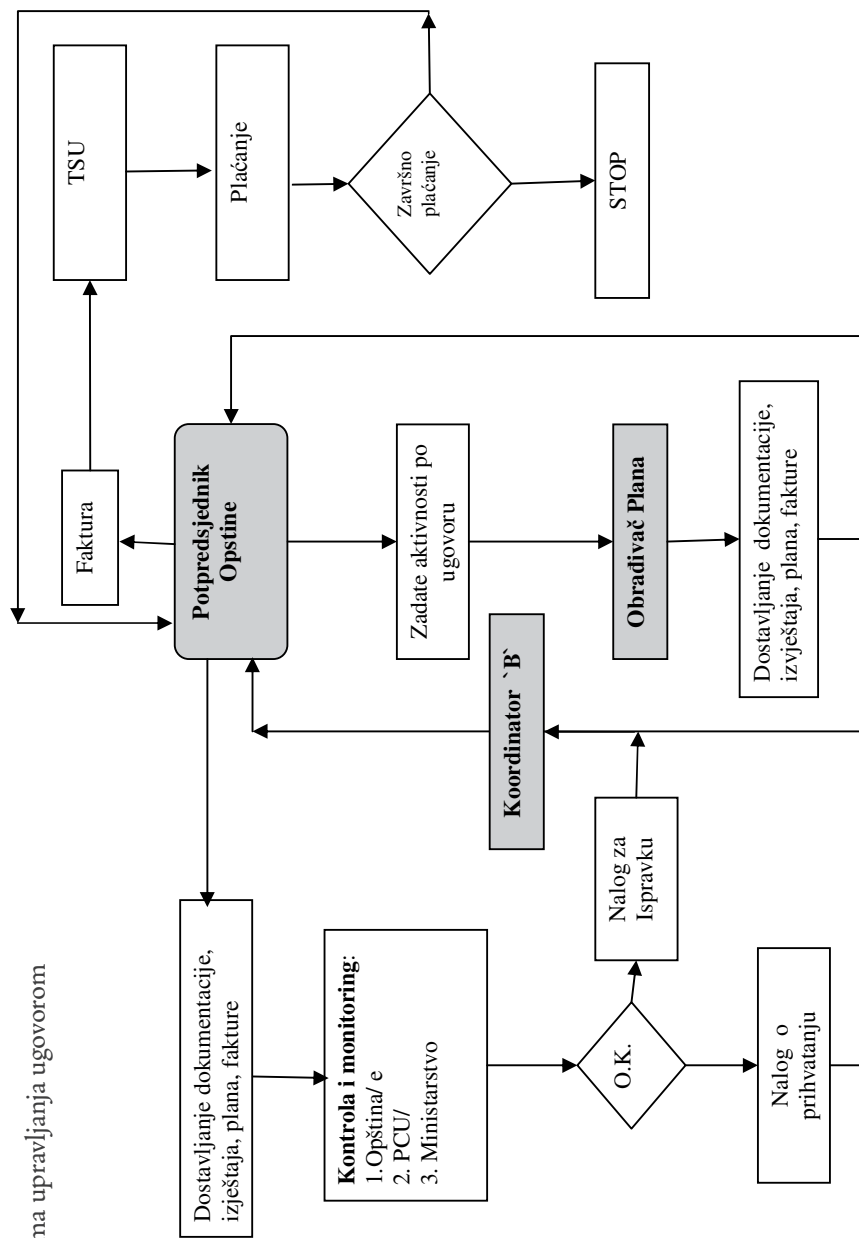 ma upravljanja ugovorom
Dostavljanje dokumentacije,
izještaja, plana, fakture
Kontrola i monitoring:
1.Opština/ e
2. PCU/
3. Ministarstvo
O.K.
Nalog o
prihvatanju
Nalog za
Ispravku
Koordinator `B`
Faktura
Potpredsjednik
Opstine
Zadate aktivnosti po
ugovoru
Obrađivač Plana
Dostavljanje dokumentacije,
izvještaja, plana, fakture
TSU
Plaćanje
Završno
plaćanje
STOP